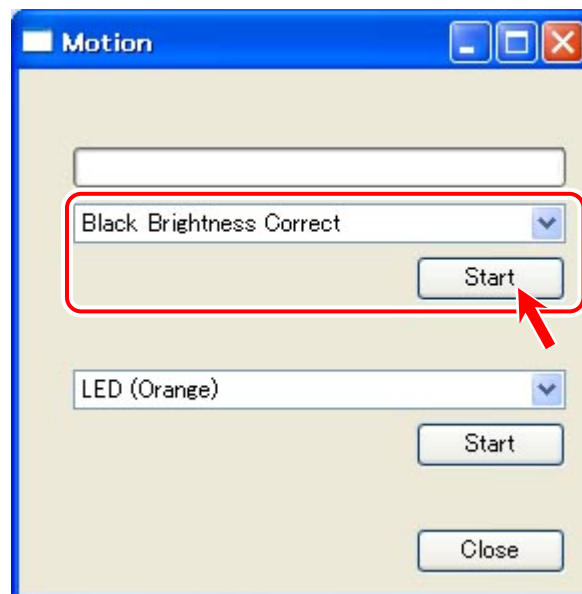 Motion
Black Brightness Correct
Start
LED (Orange)
Start
Close